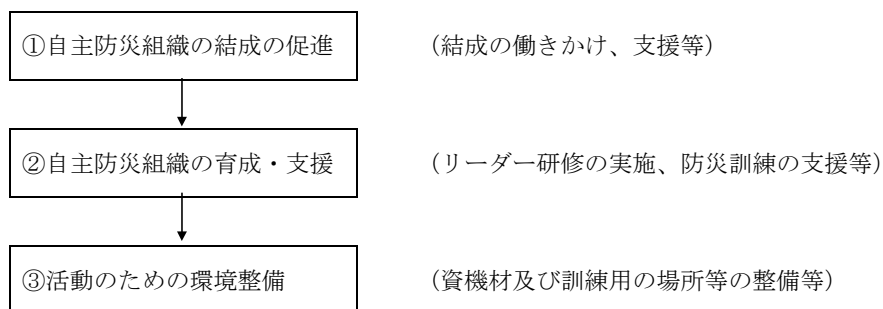 ①自主防災組織の結成の促進 (結成の働きかけ、支援等)
②自主防災組織の育成・支援 (リーダー研修の実施、防災訓練の支援等)
③活動のための環境整備 (資機材及び訓練用の場所等の整備等)